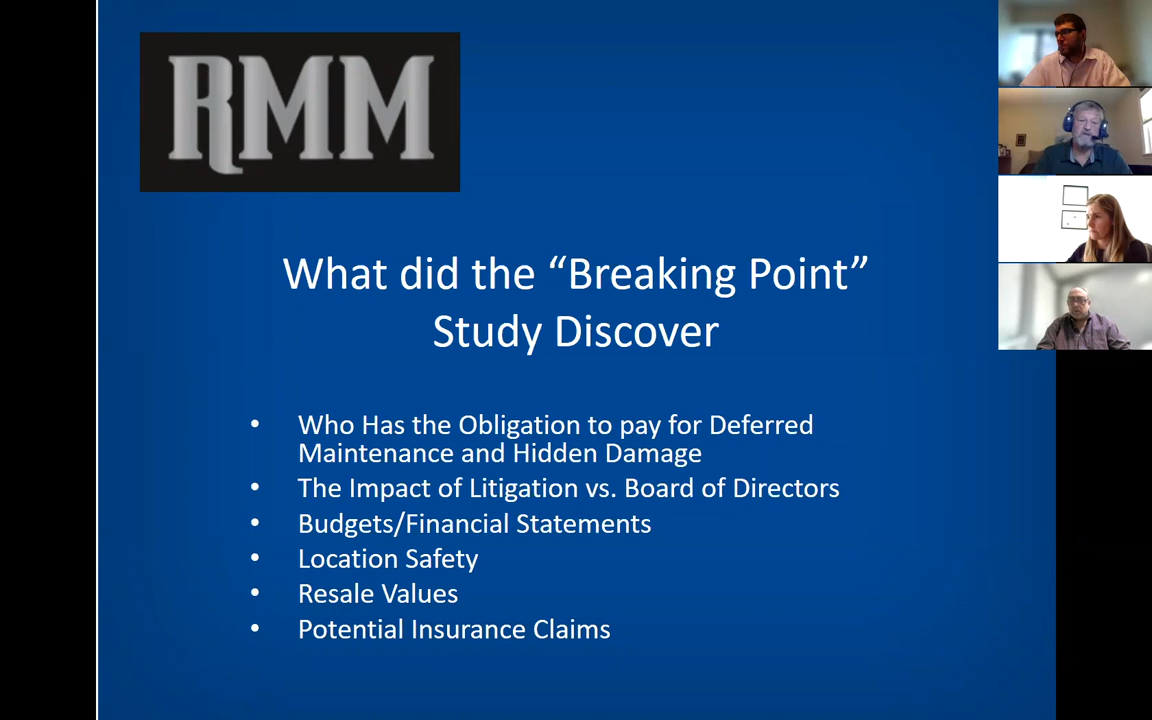 RMM
What did the “Breaking Point”
Study Discover
• Who Has the Obligation to pay for Deferred
Maintenance and Hidden Damage
• The Impact of Litigation vs. Board of Directors
• Budgets/Financial Statements
• Location Safety
• Resale Values
• Potential Insurance Claims